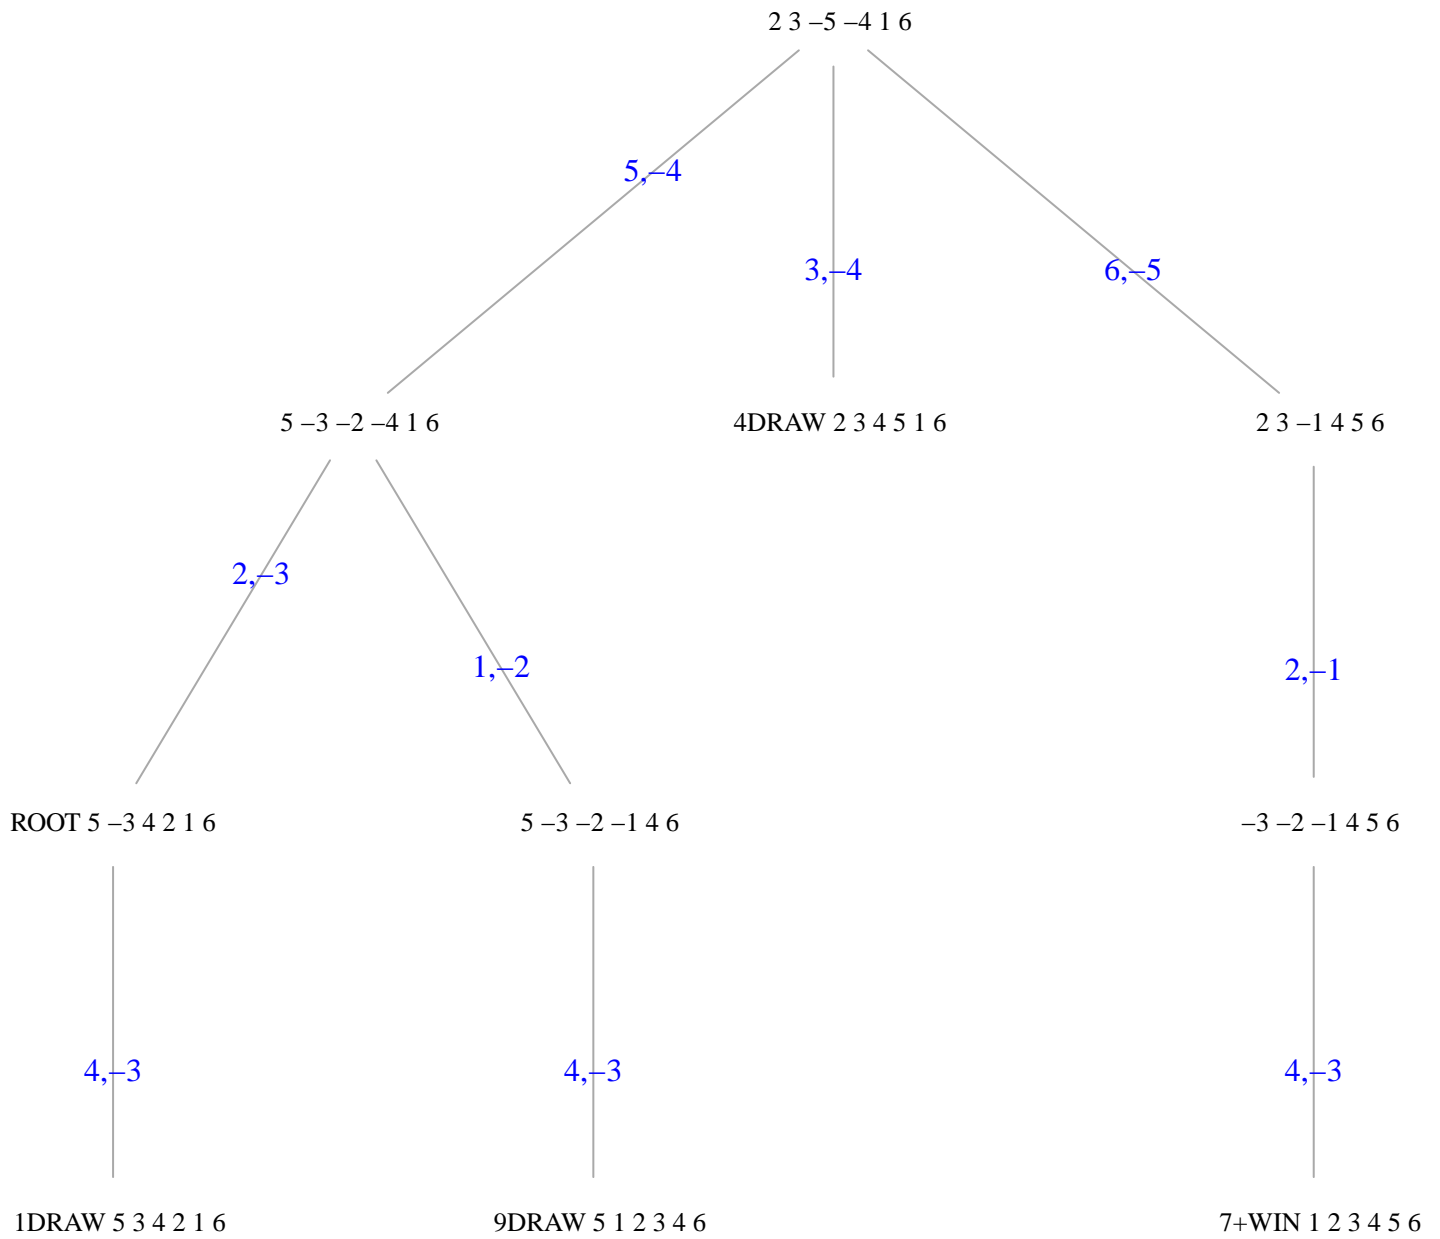 2 3 –5 –4 1 6
5,–4
3,–4
6,–5
5 –3 –2 –4 1 6
4DRAW 2 3 4 5 1 6
2 3 –1 4 5 6
2,–3
1,–2
2,–1
ROOT 5 –3 4 2 1 6
5 –3 –2 –1 4 6
–3 –2 –1 4 5 6
4,–3
4,–3
4,–3
1DRAW 5 3 4 2 1 6
9DRAW 5 1 2 3 4 6
7+WIN 1 2 3 4 5 6